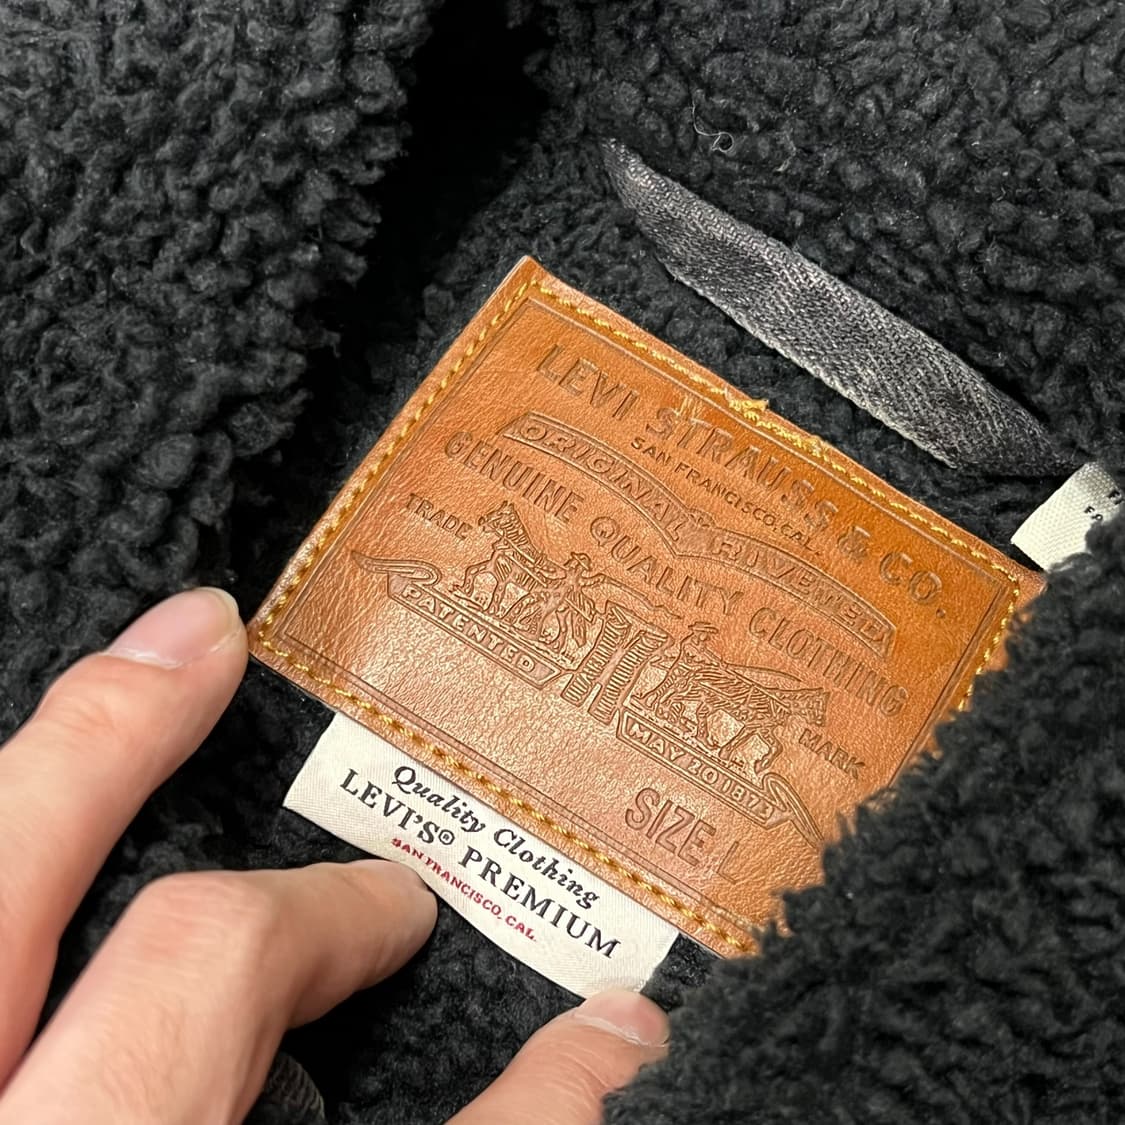 LEVI STRAUSS & CO.
SAN FRANCISCO, CAL.
ORIGINAL RIVETED
GENUINE QUALITY CLOTHING
TRADE MARK
PATENTED
MAY 20 1873
SIZE L
Quality Clothing
LEVI'S® PREMIUM
SAN FRANCISCO, CAL.